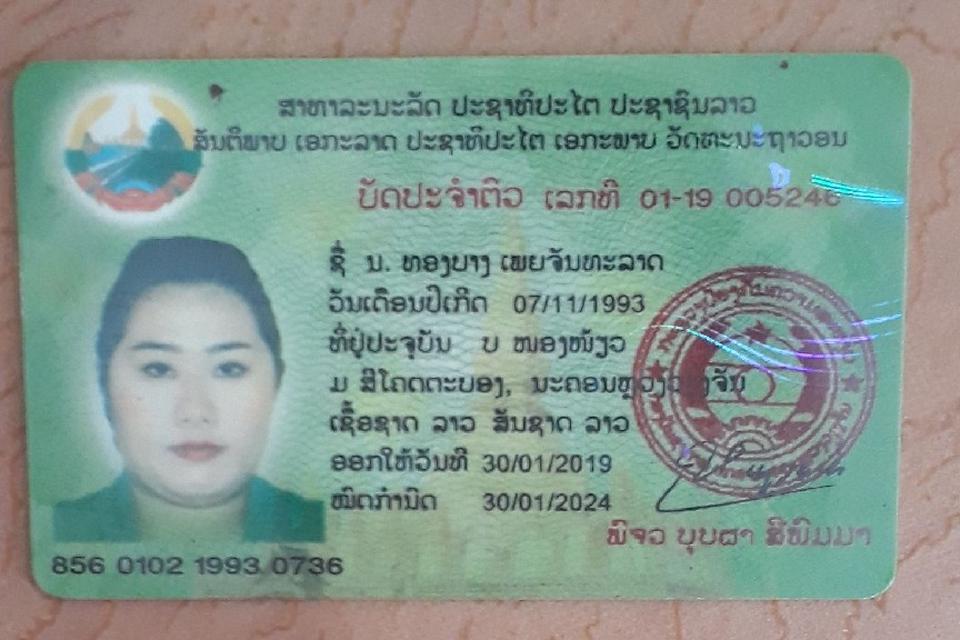 ສາທາລະນະລັດ ປະຊາທິປະໄຕ ປະຊາຊົນລາວ
ສັນຕິພາບ ເອກະລາດ ປະຊາທິປະໄຕ ເອກະພາບ ວັດທະນະຖາວອນ
ບັດປະຈຳຕົວ ເລກທີ 01-19 005246
ຊື່ ນ. ທອງບາງ ເພຍຈັນທະລາດ
ວັນເດືອນປີເກີດ 07/11/1993
ທີ່ຢູ່ປະຈຸບັນ ບ ໜອງໜ້ຽວ
ມ ສີໂຄດຕະບອງ, ນະຄອນຫຼວງວຽງຈັນ
ເຊື້ອຊາດ ລາວ ສັນຊາດ ລາວ
ອອກໃຫ້ວັນທີ 30/01/2019
ໝົດກຳນົດ 30/01/2024
ພົຈວ ບຸບຜາ ສີພິມມາ
856 0102 1993 0736